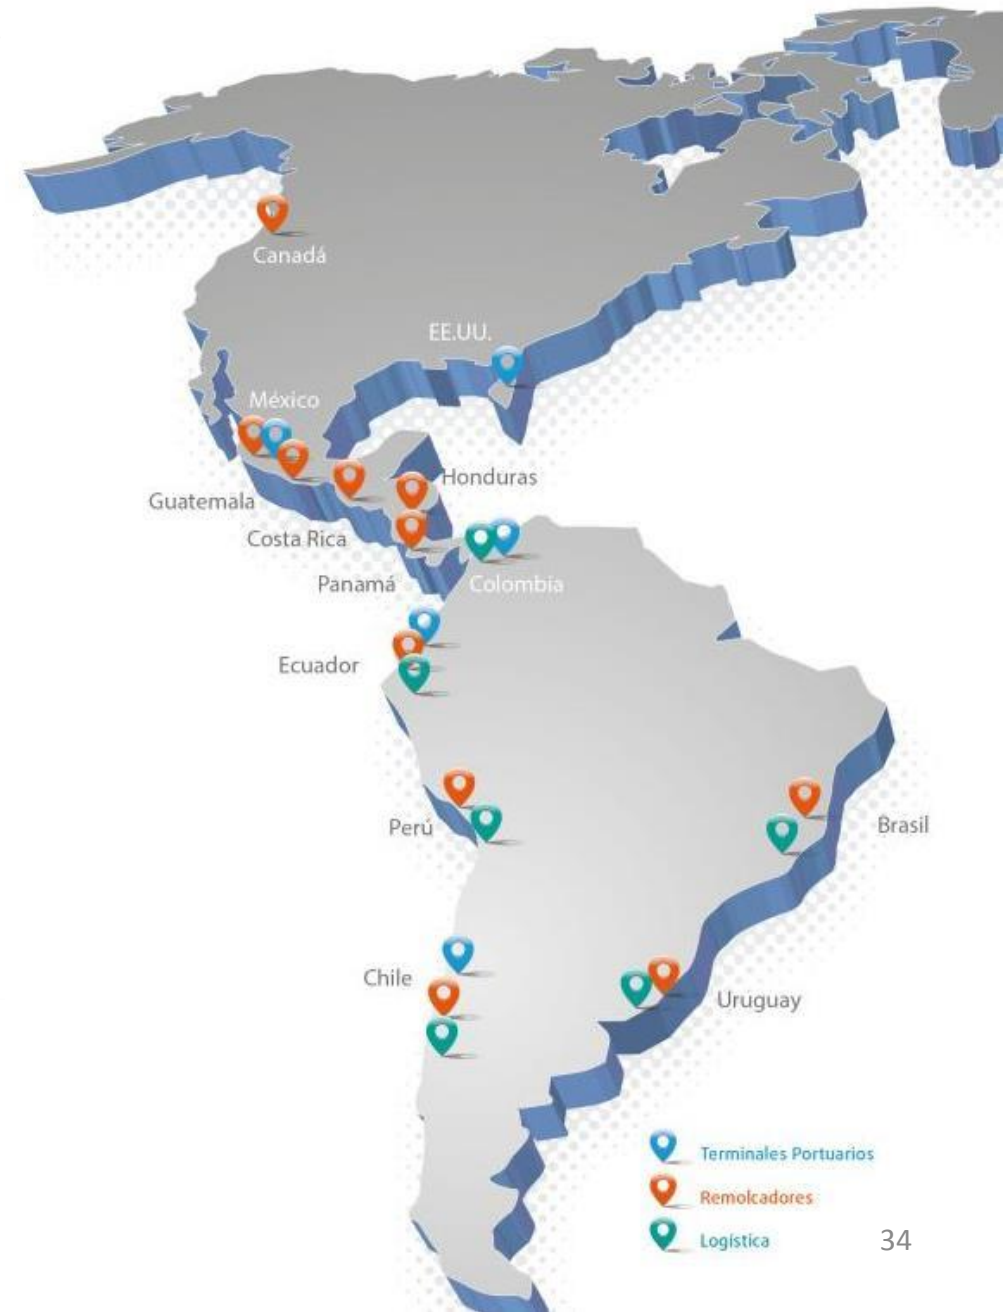 Canadá
EE.UU.
México
Honduras
Guatemala
Costa Rica
Panamá
Colombia
Ecuador
Perú
Brasil
Chile
Uruguay
Terminales Portuarios
Remolcadores
Logística
34